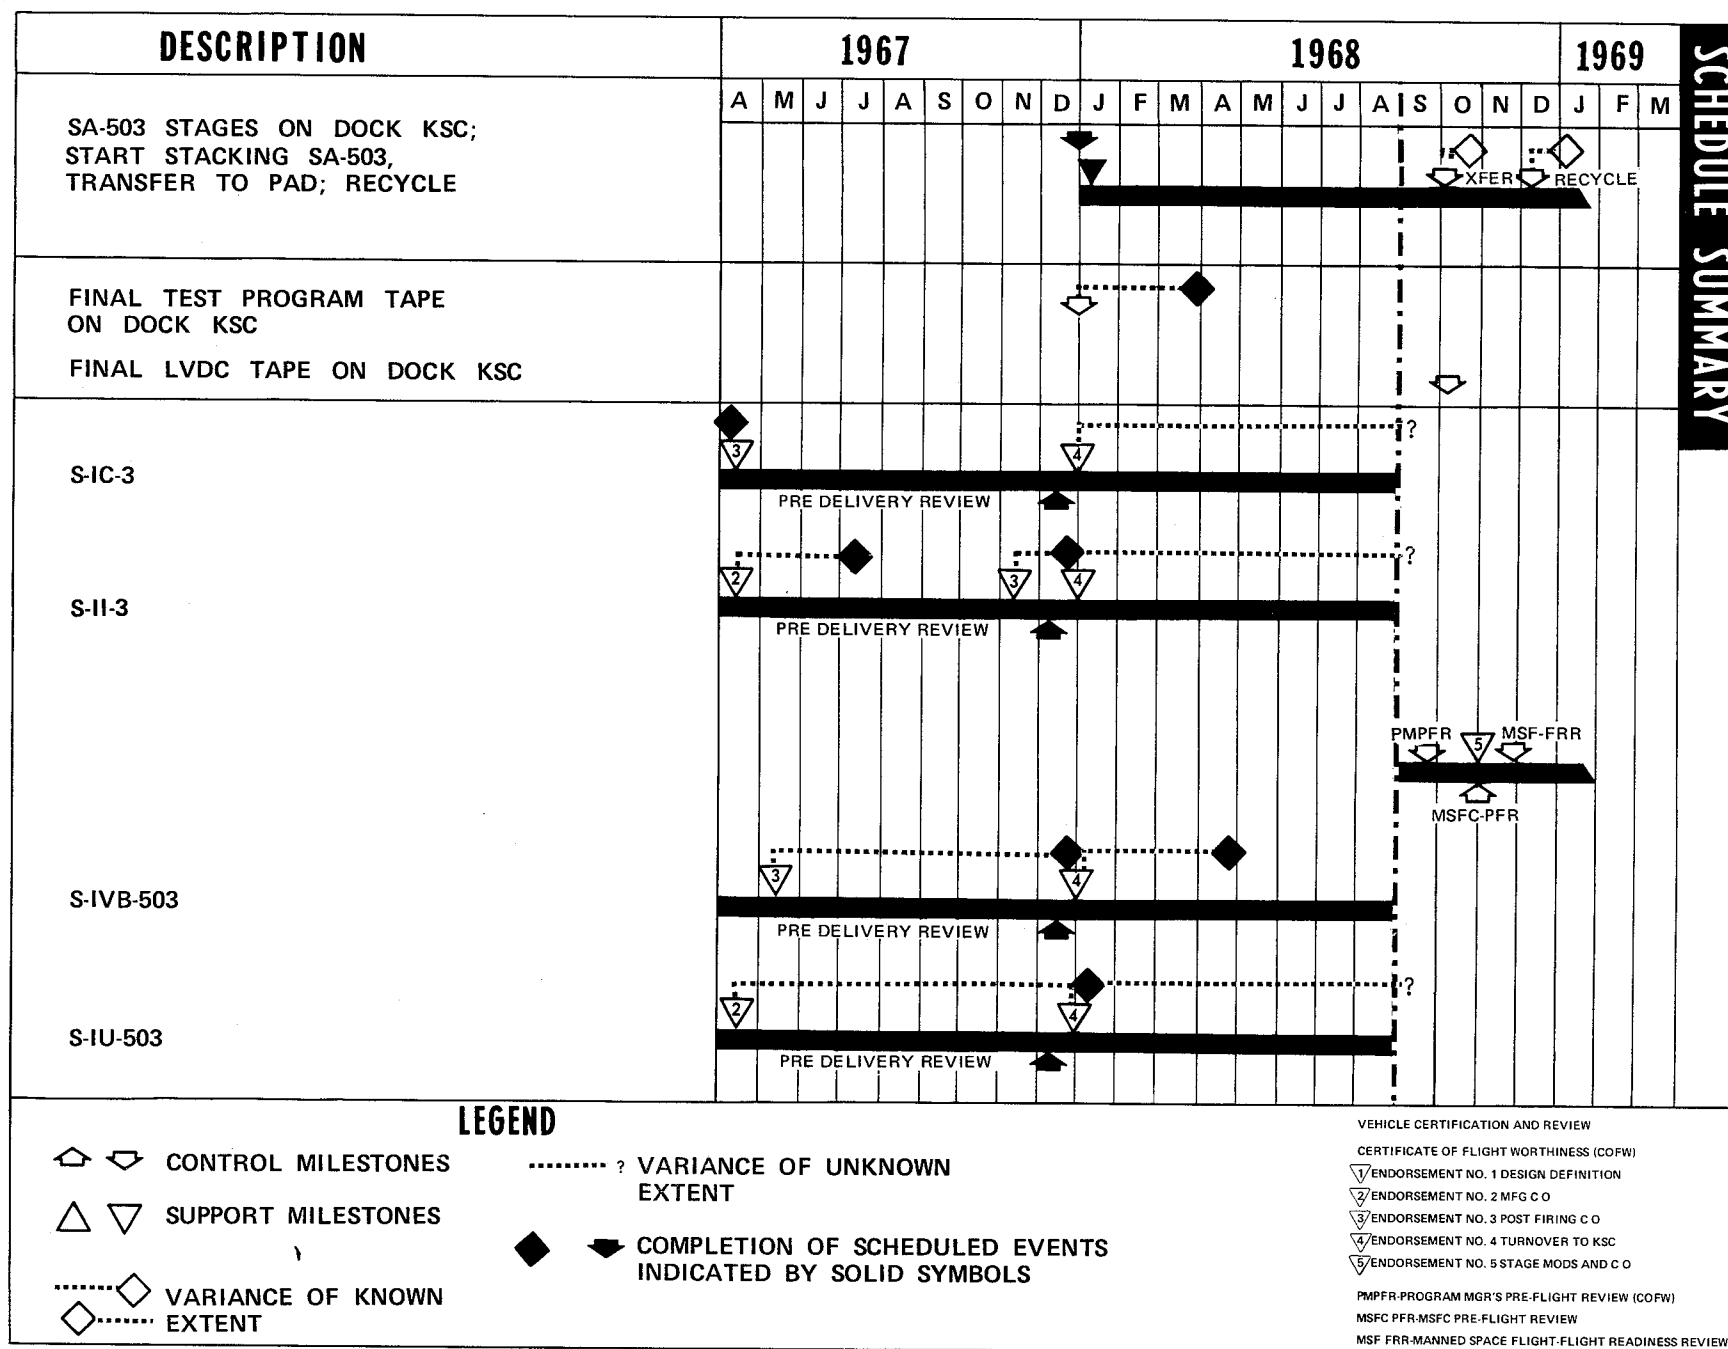 SCHEDULE SUMMARY
DESCRIPTION
1967
1968
1969
A M J J A S O N D J F M A M J J A S O N D J F M
SA-503 STAGES ON DOCK KSC;
START STACKING SA-503,
TRANSFER TO PAD; RECYCLE
XFER
RECYCLE
FINAL TEST PROGRAM TAPE
ON DOCK KSC
FINAL LVDC TAPE ON DOCK KSC
?
3
4
S-IC-3
PRE DELIVERY REVIEW
?
2
3
4
S-II-3
PRE DELIVERY REVIEW
PMPFR
5
MSF-FRR
MSFC-PFR
3
4
S-IVB-503
PRE DELIVERY REVIEW
?
2
4
S-IU-503
PRE DELIVERY REVIEW
LEGEND
CONTROL MILESTONES
SUPPORT MILESTONES
VARIANCE OF KNOWN
EXTENT
? VARIANCE OF UNKNOWN
EXTENT
COMPLETION OF SCHEDULED EVENTS
INDICATED BY SOLID SYMBOLS
VEHICLE CERTIFICATION AND REVIEW
CERTIFICATE OF FLIGHT WORTHINESS (COFW)
1 ENDORSEMENT NO. 1 DESIGN DEFINITION
2 ENDORSEMENT NO. 2 MFG C O
3 ENDORSEMENT NO. 3 POST FIRING C O
4 ENDORSEMENT NO. 4 TURNOVER TO KSC
5 ENDORSEMENT NO. 5 STAGE MODS AND C O
PMPFR-PROGRAM MGR'S PRE-FLIGHT REVIEW (COFW)
MSFC PFR-MSFC PRE-FLIGHT REVIEW
MSF FRR-MANNED SPACE FLIGHT-FLIGHT READINESS REVIEW